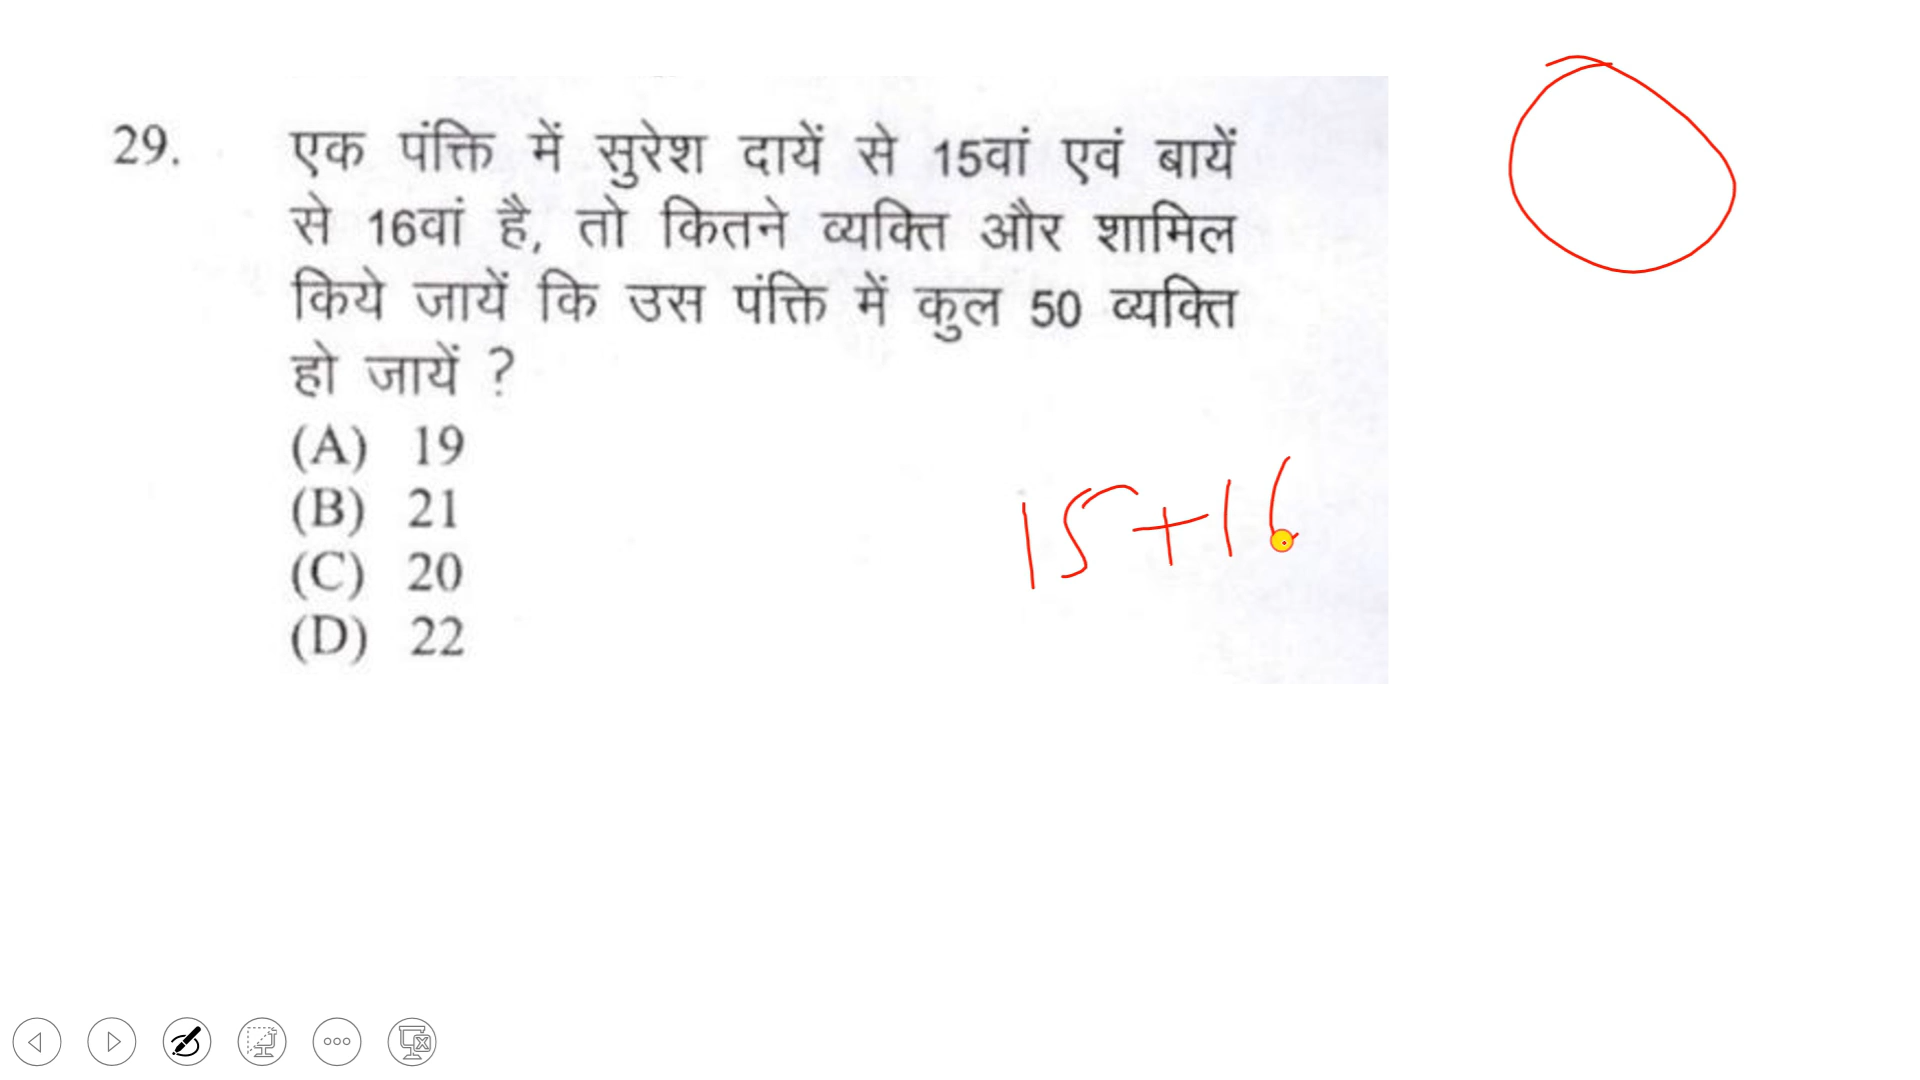 29. एक पंक्ति में सुरेश दायें से 15वां एवं बायें
से 16वां है, तो कितने व्यक्ति और शामिल
किये जायें कि उस पंक्ति में कुल 50 व्यक्ति
हो जायें ?
(A) 19
(B) 21
(C) 20
(D) 22
15+16